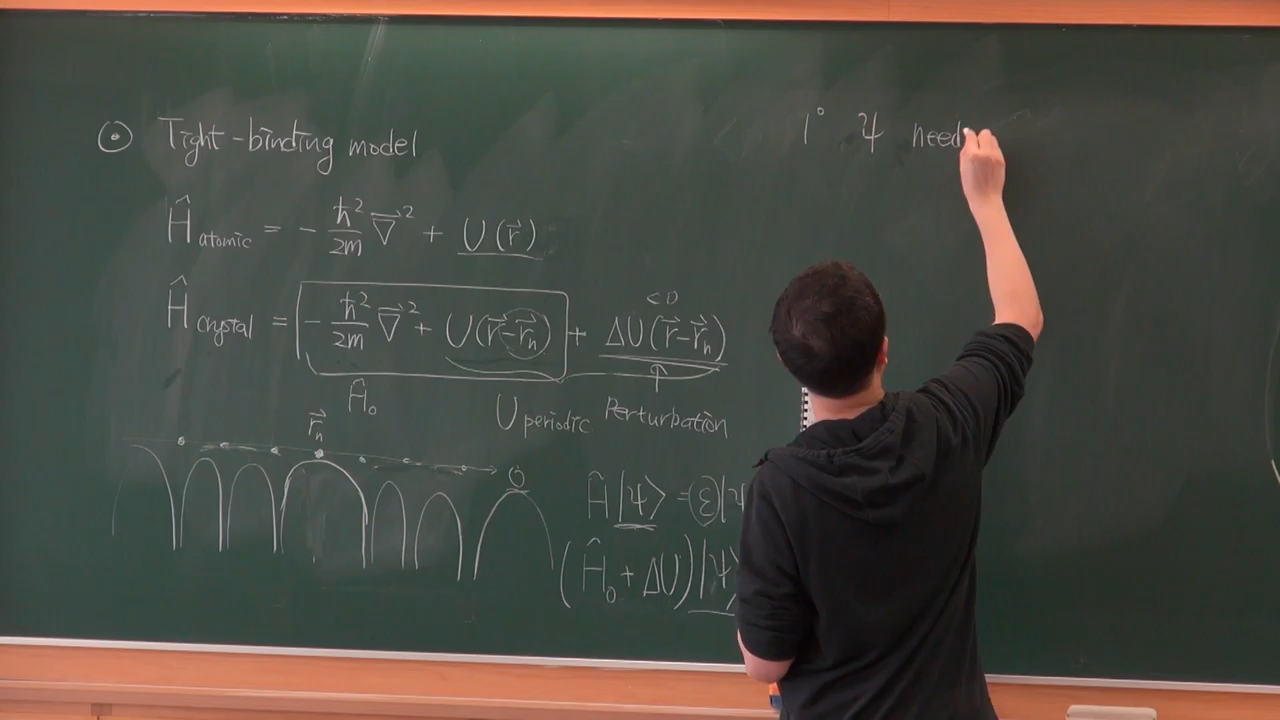 ⊙ Tight-binding model
Ĥ atomic = - ℏ²/2m ∇⃗² + U(r⃗)
<0
Ĥ crystal = - ℏ²/2m ∇⃗² + U(r⃗-r⃗n) + ΔU(r⃗-r⃗n)
Ĥ₀
U periodic Perturbation
r⃗n
Ĥ|Ψ> = ε|Ψ
(Ĥ₀ + ΔU)|Ψ>
1° Ψ need